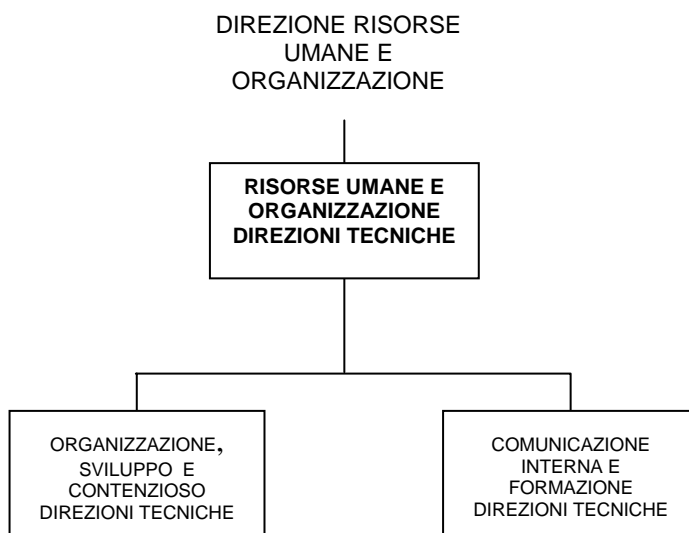 DIREZIONE RISORSE
UMANE E
ORGANIZZAZIONE
RISORSE UMANE E
ORGANIZZAZIONE
DIREZIONI TECNICHE
ORGANIZZAZIONE,
SVILUPPO E
CONTENZIOSO
DIREZIONI TECNICHE
COMUNICAZIONE
INTERNA E
FORMAZIONE
DIREZIONI TECNICHE